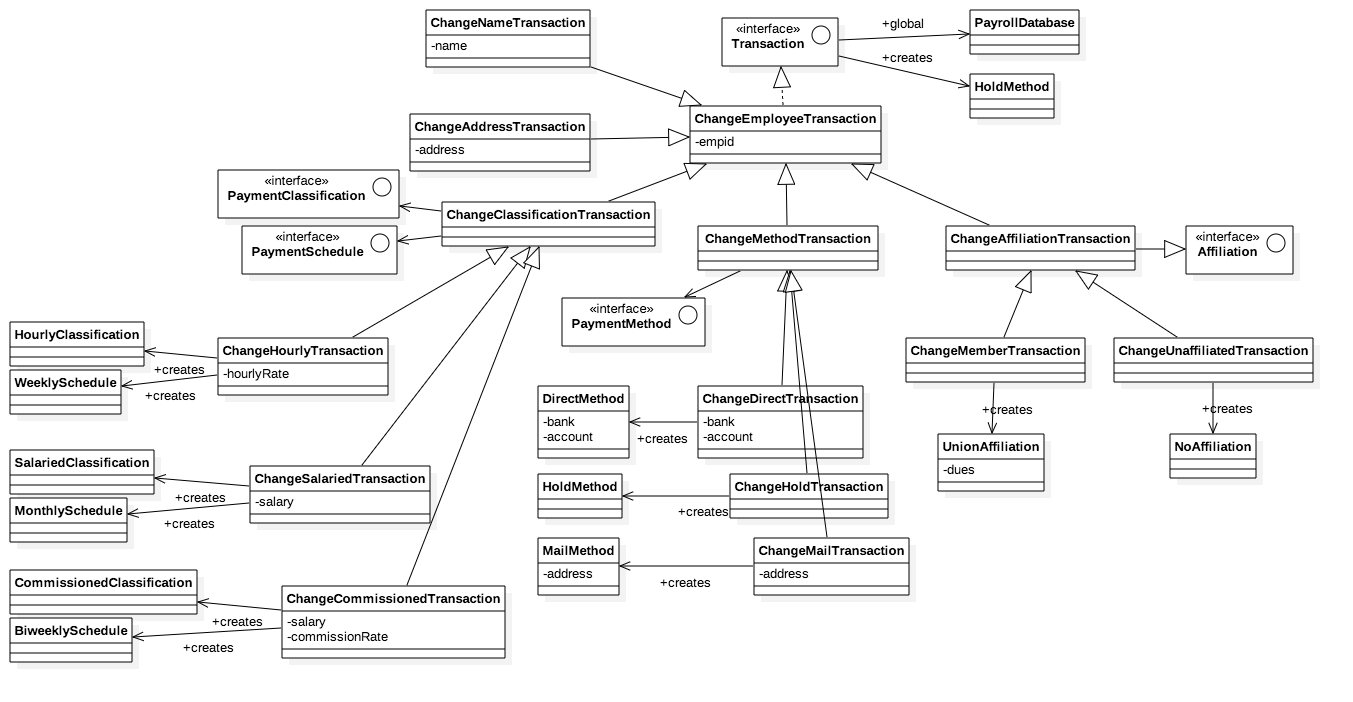 ChangeNameTransaction
-name
«interface»
Transaction
+global
+creates
PayrollDatabase
HoldMethod
ChangeAddressTransaction
-address
ChangeEmployeeTransaction
-empid
«interface»
PaymentClassification
«interface»
PaymentSchedule
ChangeClassificationTransaction
ChangeMethodTransaction
ChangeAffiliationTransaction
«interface»
Affiliation
«interface»
PaymentMethod
HourlyClassification
WeeklySchedule
+creates
+creates
ChangeHourlyTransaction
-hourlyRate
ChangeMemberTransaction
ChangeUnaffiliatedTransaction
+creates
+creates
DirectMethod
-bank
-account
+creates
ChangeDirectTransaction
-bank
-account
UnionAffiliation
-dues
NoAffiliation
SalariedClassification
MonthlySchedule
+creates
+creates
ChangeSalariedTransaction
-salary
HoldMethod
+creates
ChangeHoldTransaction
MailMethod
-address
+creates
ChangeMailTransaction
-address
CommissionedClassification
BiweeklySchedule
+creates
+creates
ChangeCommissionedTransaction
-salary
-commissionRate